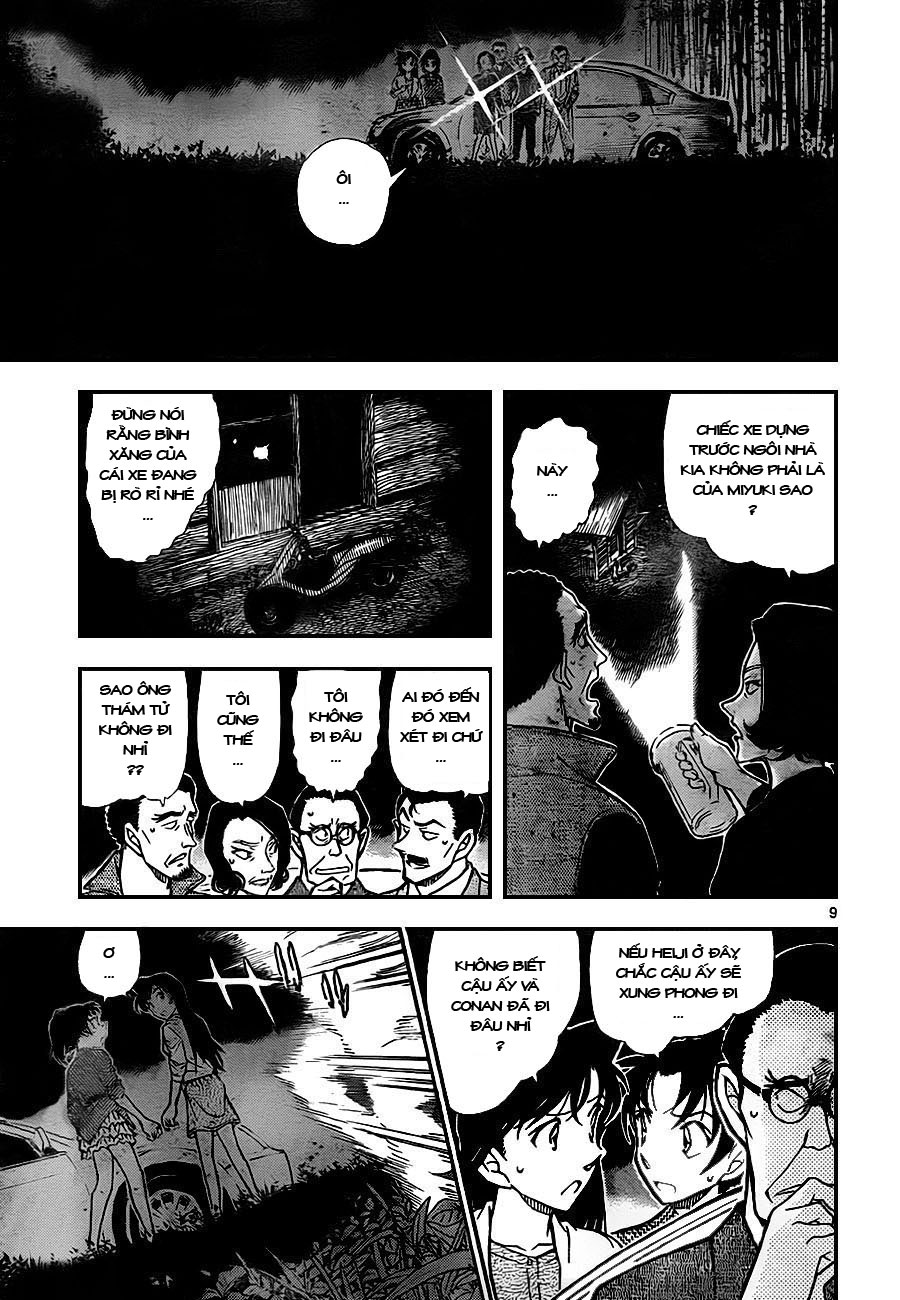 ÔI
...
CHIẾC XE DỰNG
TRƯỚC NGÔI NHÀ
KIA KHÔNG PHẢI LÀ
CỦA MIYUKI SAO
?
NÀY
...
ĐỪNG NÓI
RẰNG BÌNH
XĂNG CỦA
CÁI XE ĐANG
BỊ RÒ RỈ NHÉ
...
AI ĐÓ ĐẾN
ĐÓ XEM
XÉT ĐI CHỨ
TÔI
KHÔNG
ĐI ĐÂU
...
TÔI
CŨNG
THẾ
...
SAO ÔNG
THÁM TỬ
KHÔNG ĐI
NHỈ
??
9
NẾU HEIJI Ở ĐÂY,
CHẮC CẬU ẤY SẼ
XUNG PHONG ĐI
...
KHÔNG BIẾT
CẬU ẤY VÀ
CONAN ĐÃ ĐI
ĐÂU NHỈ
?
Ơ
...